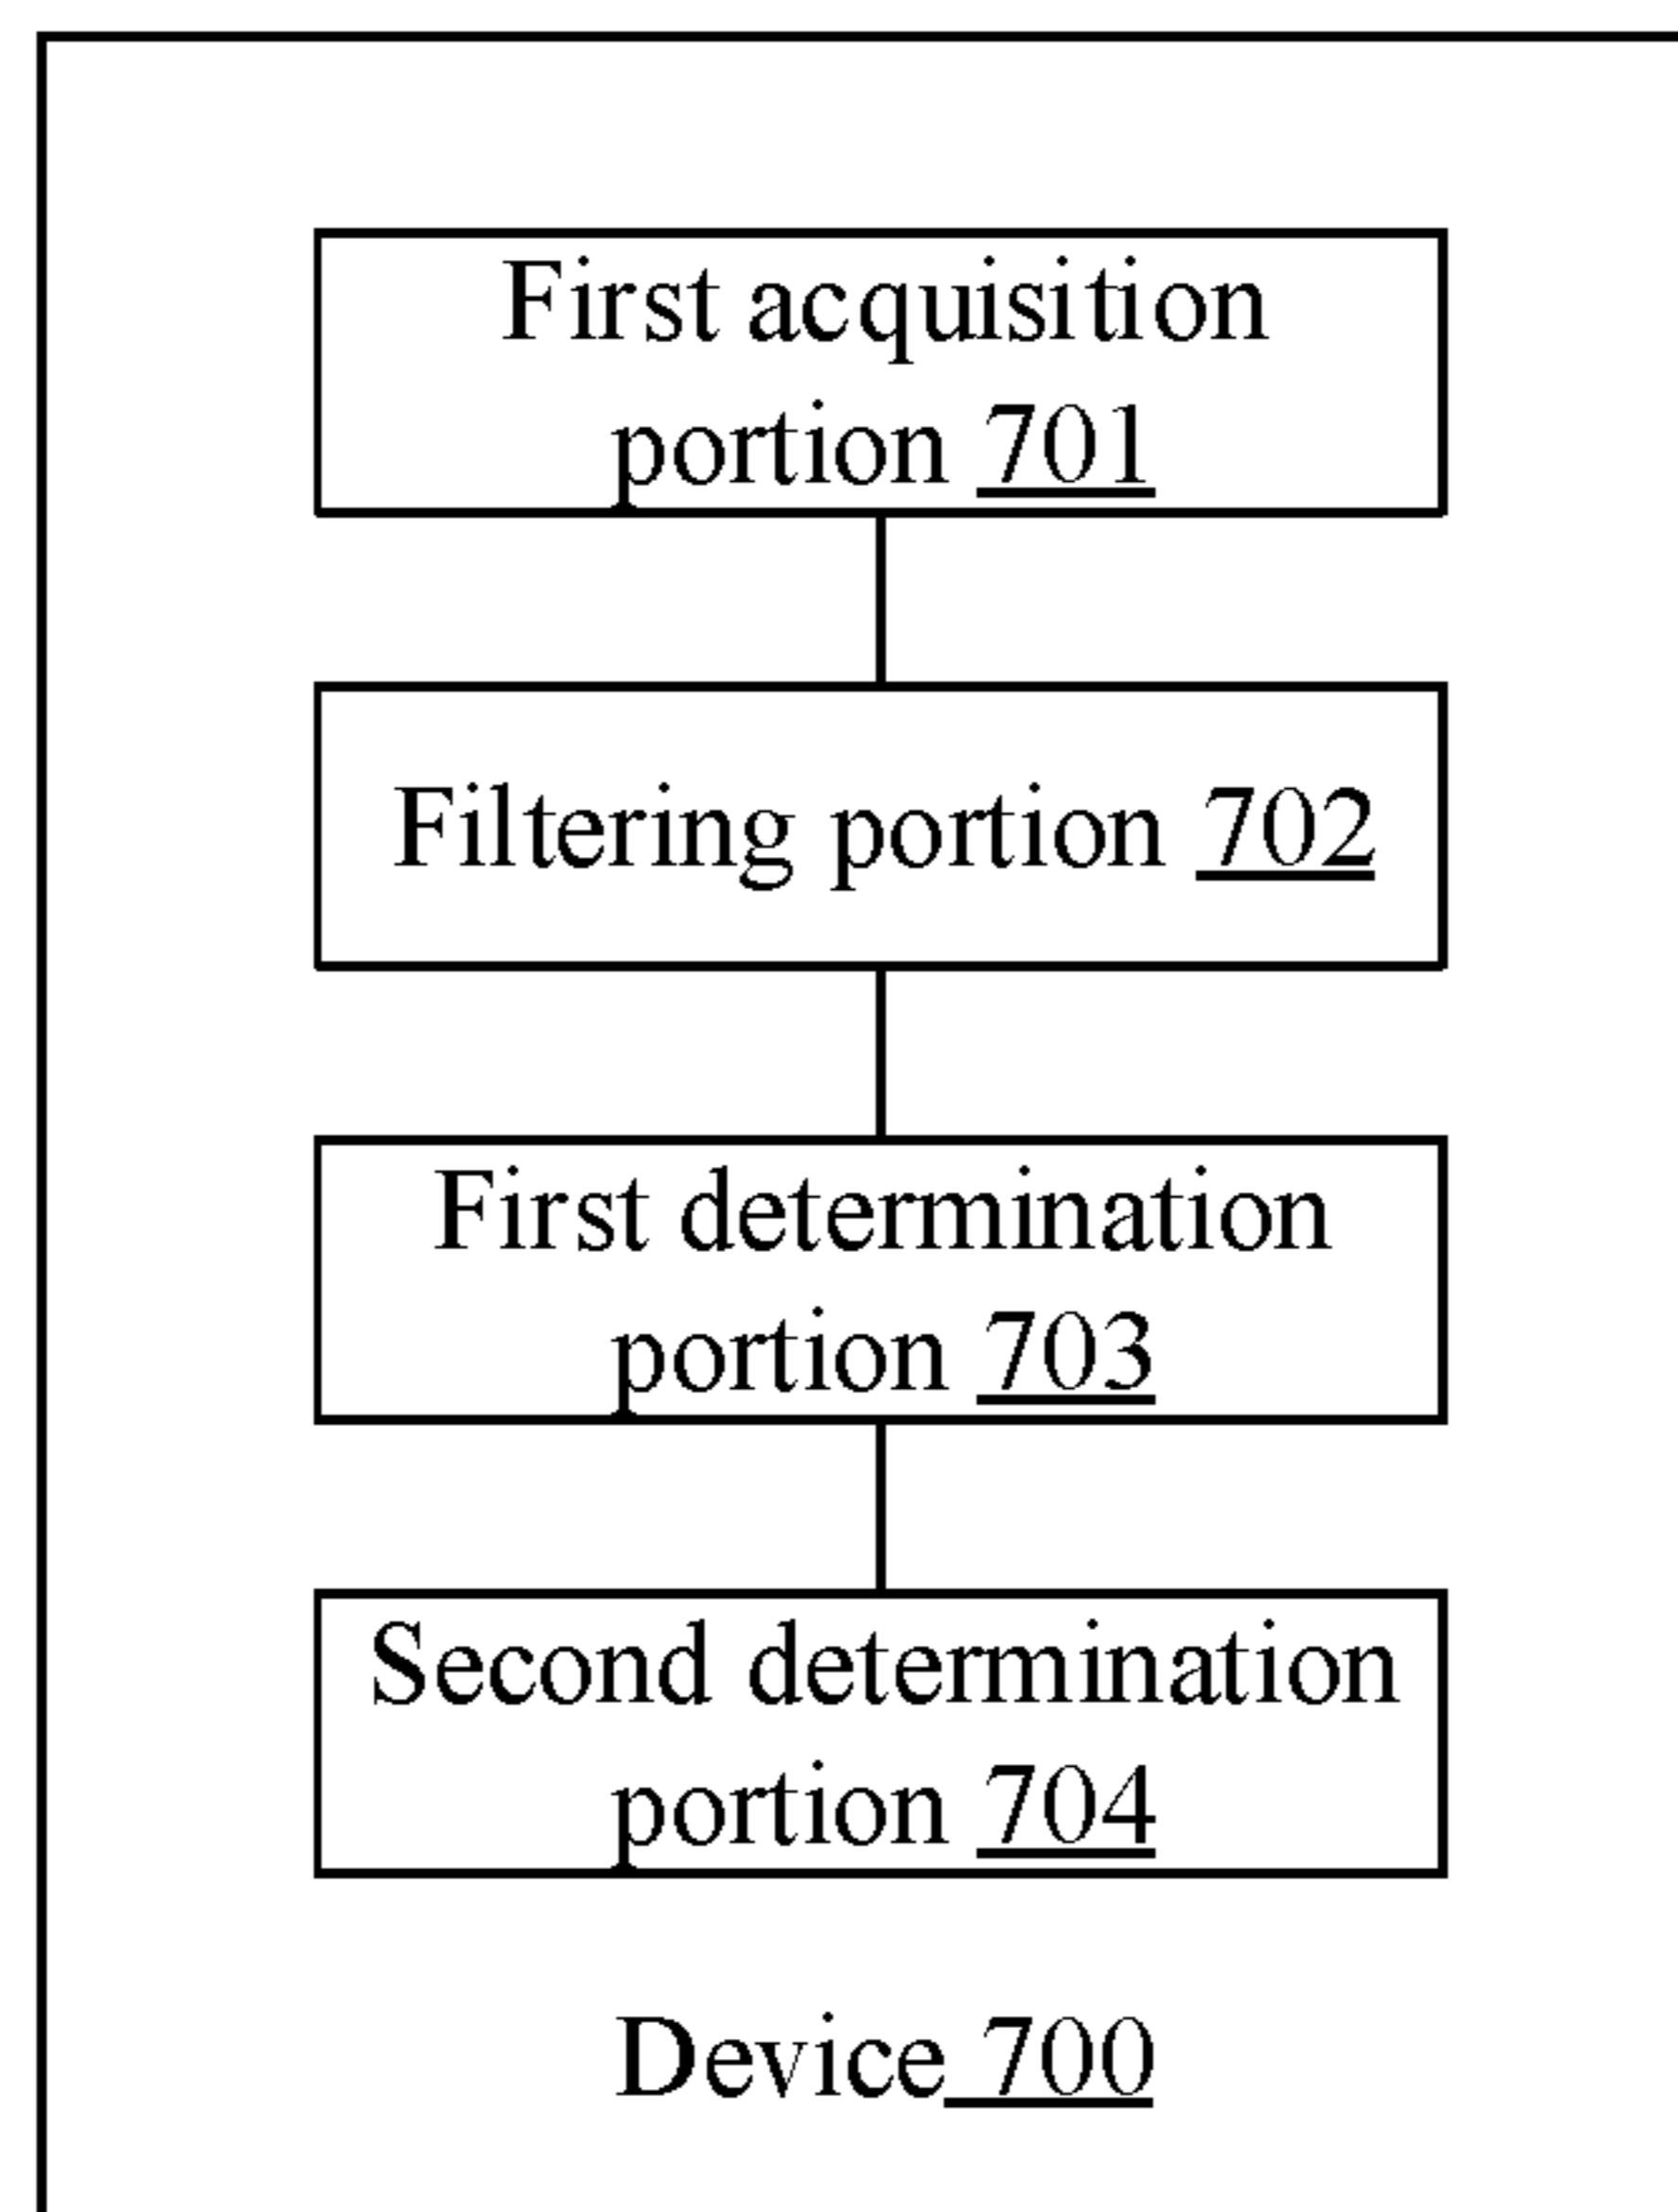 First acquisition
portion 701
Filtering portion 702
First determination
portion 703
Second determination
portion 704
Device 700